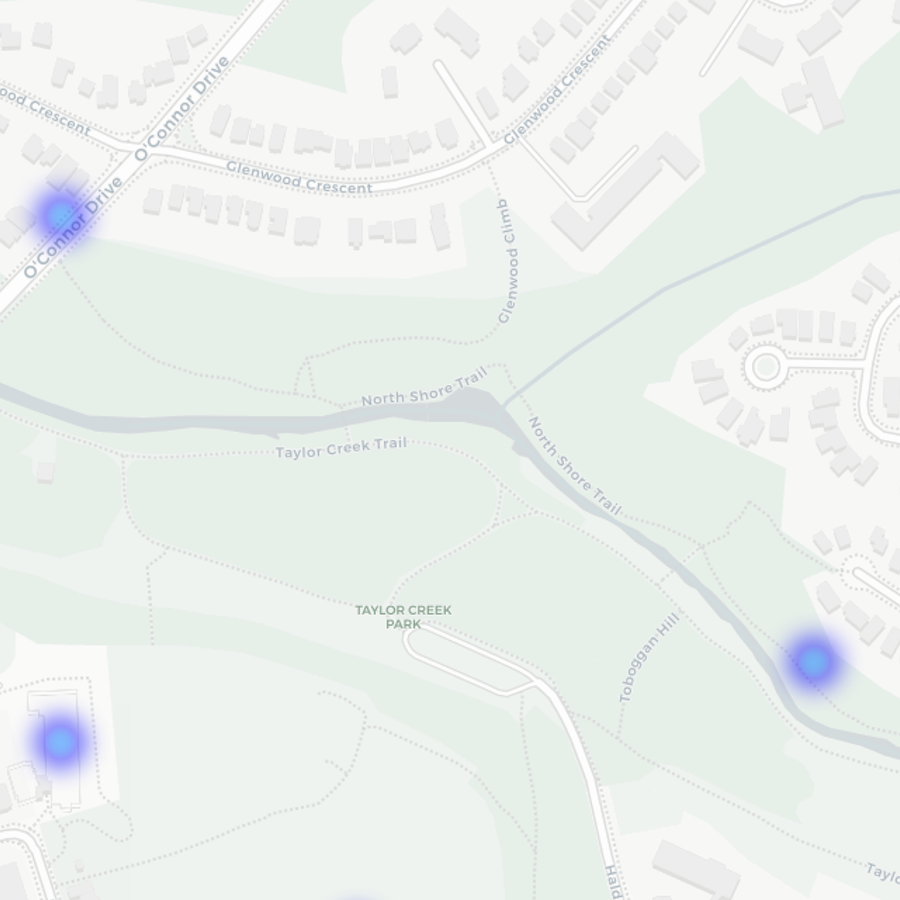 O'Connor Drive
Glenwood Crescent
ood Crescent
Glenwood Crescent
O'Connor Drive
Glenwood Climb
North Shore Trail
North Shore Trail
Taylor Creek Trail
TAYLOR CREEK
PARK
Toboggan Hill
Hald
Taylo